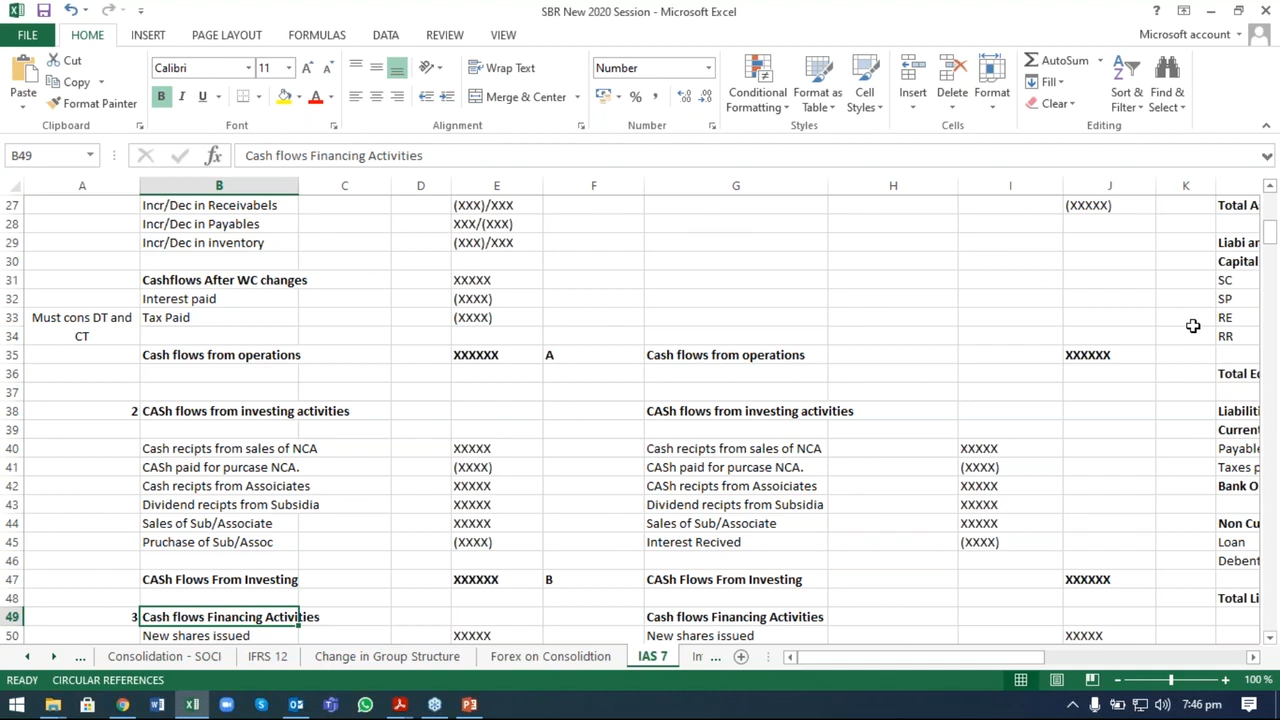 SBR New 2020 Session - Microsoft Excel
FILE HOME INSERT PAGE LAYOUT FORMULAS DATA REVIEW VIEW Microsoft account
Paste Cut Copy Format Painter Clipboard
Calibri 11 B I U A Font
Wrap Text Merge & Center Alignment
Number % Number
Conditional Formatting Format as Table Cell Styles Styles
Insert Delete Format Cells
AutoSum Fill Clear Sort & Filter Find & Select Editing
B49 fx Cash flows Financing Activities
A B C D E F G H I J K
27 Incr/Dec in Receivabels (XXX)/XXX (XXXXX) Total A
28 Incr/Dec in Payables XXX/(XXX)
29 Incr/Dec in inventory (XXX)/XXX Liabi an
30 Capital
31 Cashflows After WC changes XXXXX SC
32 Interest paid (XXXX) SP
33 Must cons DT and Tax Paid (XXXX) RE
34 CT RR
35 Cash flows from operations XXXXXX A Cash flows from operations XXXXXX
36 Total Ec
37
38 2 CASh flows from investing activities CASh flows from investing activities Liabiliti
39 Current
40 Cash recipts from sales of NCA XXXXX Cash recipts from sales of NCA XXXXX Payable
41 CASh paid for purcase NCA. (XXXX) CASh paid for purcase NCA. (XXXX) Taxes p
42 Cash recipts from Assoiciates XXXXX CASh recipts from Assoiciates XXXXX Bank O
43 Dividend recipts from Subsidia XXXXX Dividend recipts from Subsidia XXXXX
44 Sales of Sub/Associate XXXXX Sales of Sub/Associate XXXXX Non Cu
45 Pruchase of Sub/Assoc (XXXX) Interest Recived (XXXX) Loan
46 Debent
47 CASh Flows From Investing XXXXXX B CASh Flows From Investing XXXXXX
48 Total Li
49 3 Cash flows Financing Activities Cash flows Financing Activities
50 New shares issued XXXXX New shares issued XXXXX
... Consolidation - SOCI IFRS 12 Change in Group Structure Forex on Consolidtion IAS 7 In ...
READY CIRCULAR REFERENCES 100 %
7:46 pm